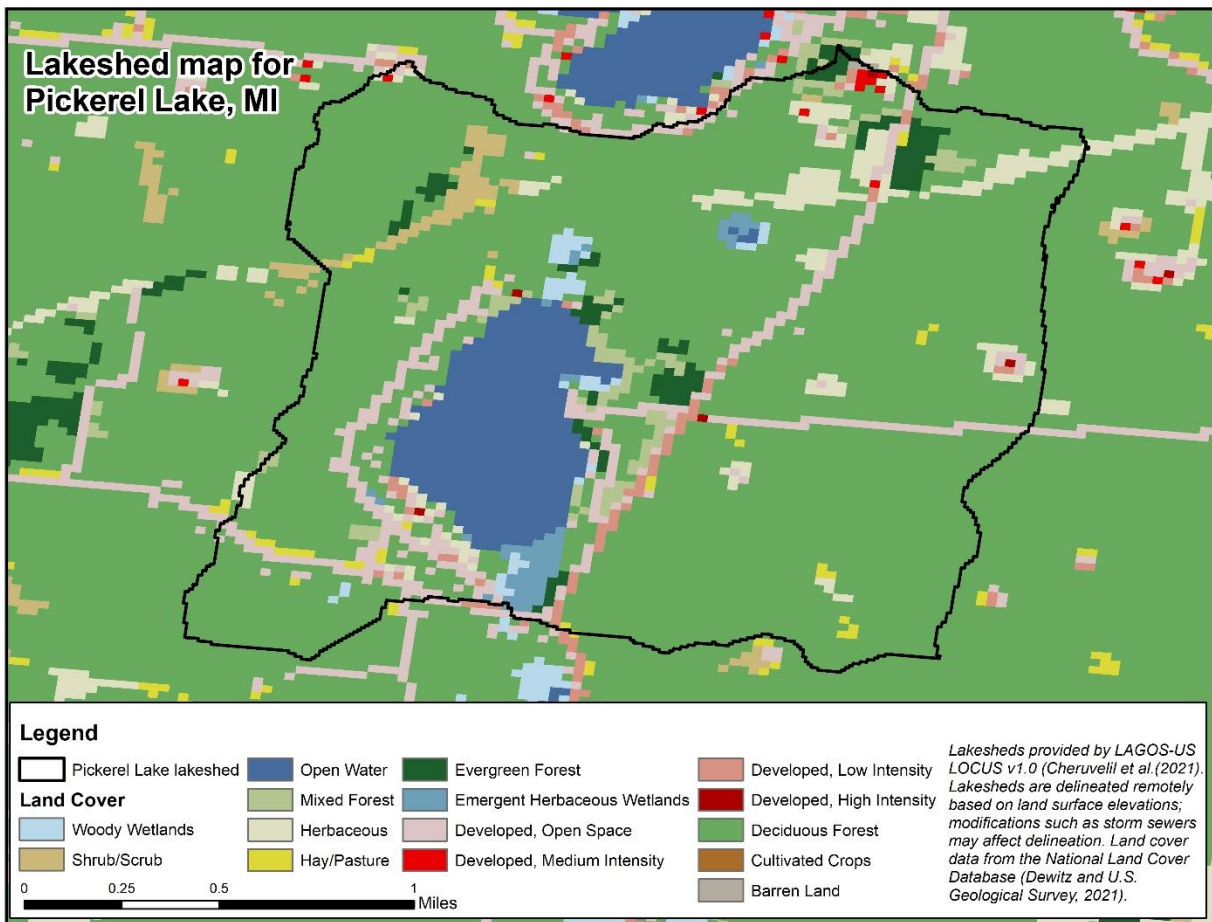 Lakeshed map for
Pickerel Lake, MI
Legend
Pickerel Lake lakeshed
Land Cover
Woody Wetlands
Shrub/Scrub
Open Water
Mixed Forest
Herbaceous
Hay/Pasture
Evergreen Forest
Emergent Herbaceous Wetlands
Developed, Open Space
Developed, Medium Intensity
Developed, Low Intensity
Developed, High Intensity
Deciduous Forest
Cultivated Crops
Barren Land
0 0.25 0.5 1
Miles
Lakesheds provided by LAGOS-US
LOCUS v1.0 (Cheruvelil et al.(2021).
Lakesheds are delineated remotely
based on land surface elevations;
modifications such as storm sewers
may affect delineation. Land cover
data from the National Land Cover
Database (Dewitz and U.S.
Geological Survey, 2021).